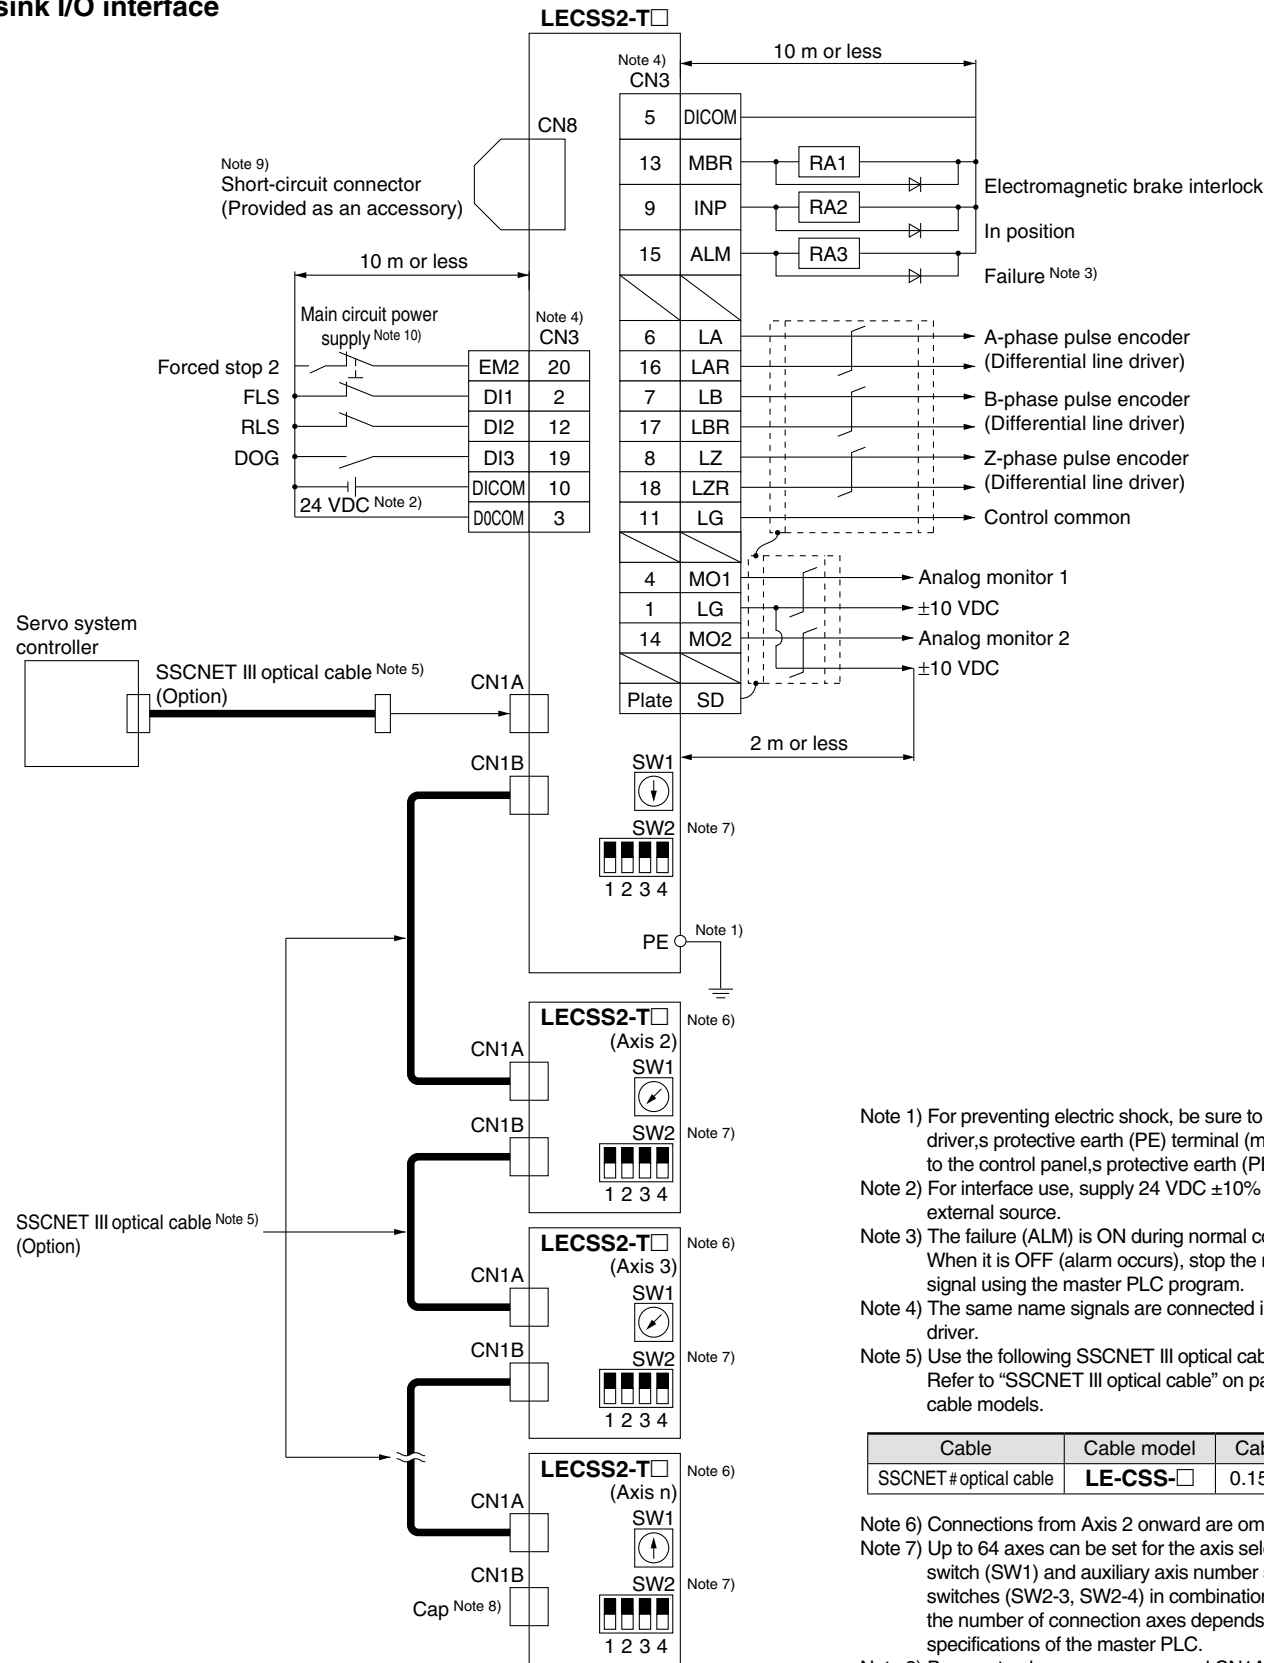 sink I/O interface
LECSS2-T□
Note 4)
CN3
10 m or less
5 DICOM
CN8
13 MBR RA1
Note 9)
Short-circuit connector
(Provided as an accessory)
Electromagnetic brake interlock
9 INP RA2
In position
15 ALM RA3
Failure Note 3)
10 m or less
Main circuit power
supply Note 10)
Note 4)
CN3
Forced stop 2 EM2 20
FLS DI1 2
RLS DI2 12
DOG DI3 19
DICOM 10
24 VDC Note 2)
D0COM 3
6 LA
A-phase pulse encoder
16 LAR
(Differential line driver)
7 LB
B-phase pulse encoder
17 LBR
(Differential line driver)
8 LZ
Z-phase pulse encoder
18 LZR
(Differential line driver)
11 LG Control common
4 MO1 Analog monitor 1
1 LG ±10 VDC
14 MO2 Analog monitor 2
±10 VDC
Plate SD
2 m or less
Servo system
controller
SSCNET III optical cable Note 5)
(Option)
CN1A
CN1B
SW1
SW2 Note 7)
1 2 3 4
PE Note 1)
LECSS2-T□ Note 6)
(Axis 2)
CN1A
SW1
CN1B
SW2 Note 7)
1 2 3 4
SSCNET III optical cable Note 5)
(Option)
LECSS2-T□ Note 6)
(Axis 3)
CN1A
SW1
CN1B
SW2 Note 7)
1 2 3 4
LECSS2-T□ Note 6)
(Axis n)
CN1A
SW1
CN1B
Cap Note 8)
SW2 Note 7)
1 2 3 4
Note 1) For preventing electric shock, be sure to
driver,s protective earth (PE) terminal
to the control panel,s protective earth
Note 2) For interface use, supply 24 VDC ±10%
external source.
Note 3) The failure (ALM) is ON during normal
When it is OFF (alarm occurs), stop the
signal using the master PLC program.
Note 4) The same name signals are connected
driver.
Note 5) Use the following SSCNET III optical
Refer to “SSCNET III optical cable” on
cable models.
Cable Cable model
SSCNET # optical cable LE-CSS-□ 0.15
Note 6) Connections from Axis 2 onward are
Note 7) Up to 64 axes can be set for the axis
switch (SW1) and auxiliary axis number
switches (SW2-3, SW2-4) in combination
the number of connection axes depends
specifications of the master PLC.